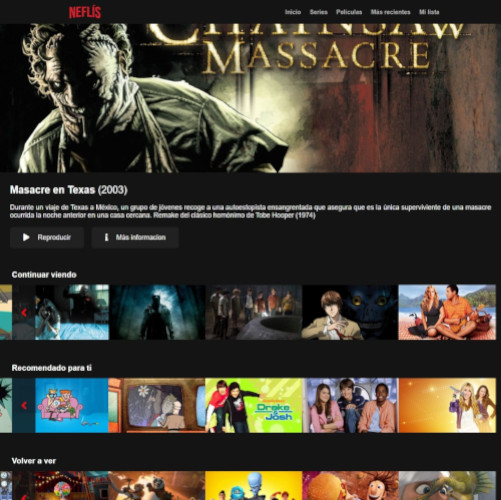 NEFLÍS
Inicio Series Peliculas Más recientes Mi lista
CHAINSAW
MASSACRE
Masacre en Texas (2003)
Durante un viaje de Texas a México, un grupo de jóvenes recoge a una autoestopista ensangrentada que asegura que es la única superviviente de una masacre
ocurrida la noche anterior en una casa cercana. Remake del clásico homónimo de Tobe Hooper (1974)
Reproducir Más informacion
Continuar viendo
Recomendado para ti
Drake
& Josh
Volver a ver